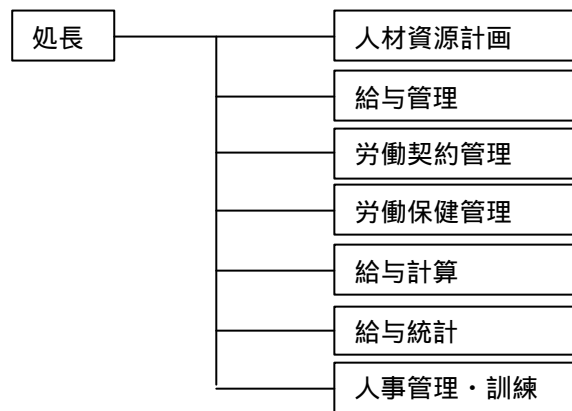 処長
人材資源計画
給与管理
労働契約管理
労働保健管理
給与計算
給与統計
人事管理・訓練